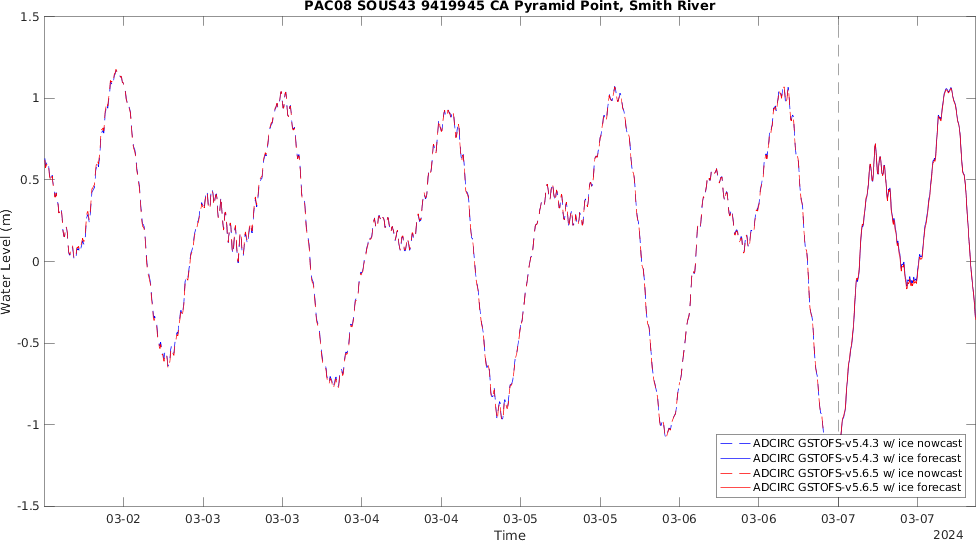 PAC08 SOUS43 9419945 CA Pyramid Point, Smith River
1.5
1
0.5
0
-0.5
-1
-1.5
Water Level (m)
03-02
03-03
03-03
03-04
03-04
03-05
03-05
03-06
03-06
03-07
03-07
Time
2024
ADCIRC GSTOFS-v5.4.3 w/ ice nowcast
ADCIRC GSTOFS-v5.4.3 w/ ice forecast
ADCIRC GSTOFS-v5.6.5 w/ ice nowcast
ADCIRC GSTOFS-v5.6.5 w/ ice forecast